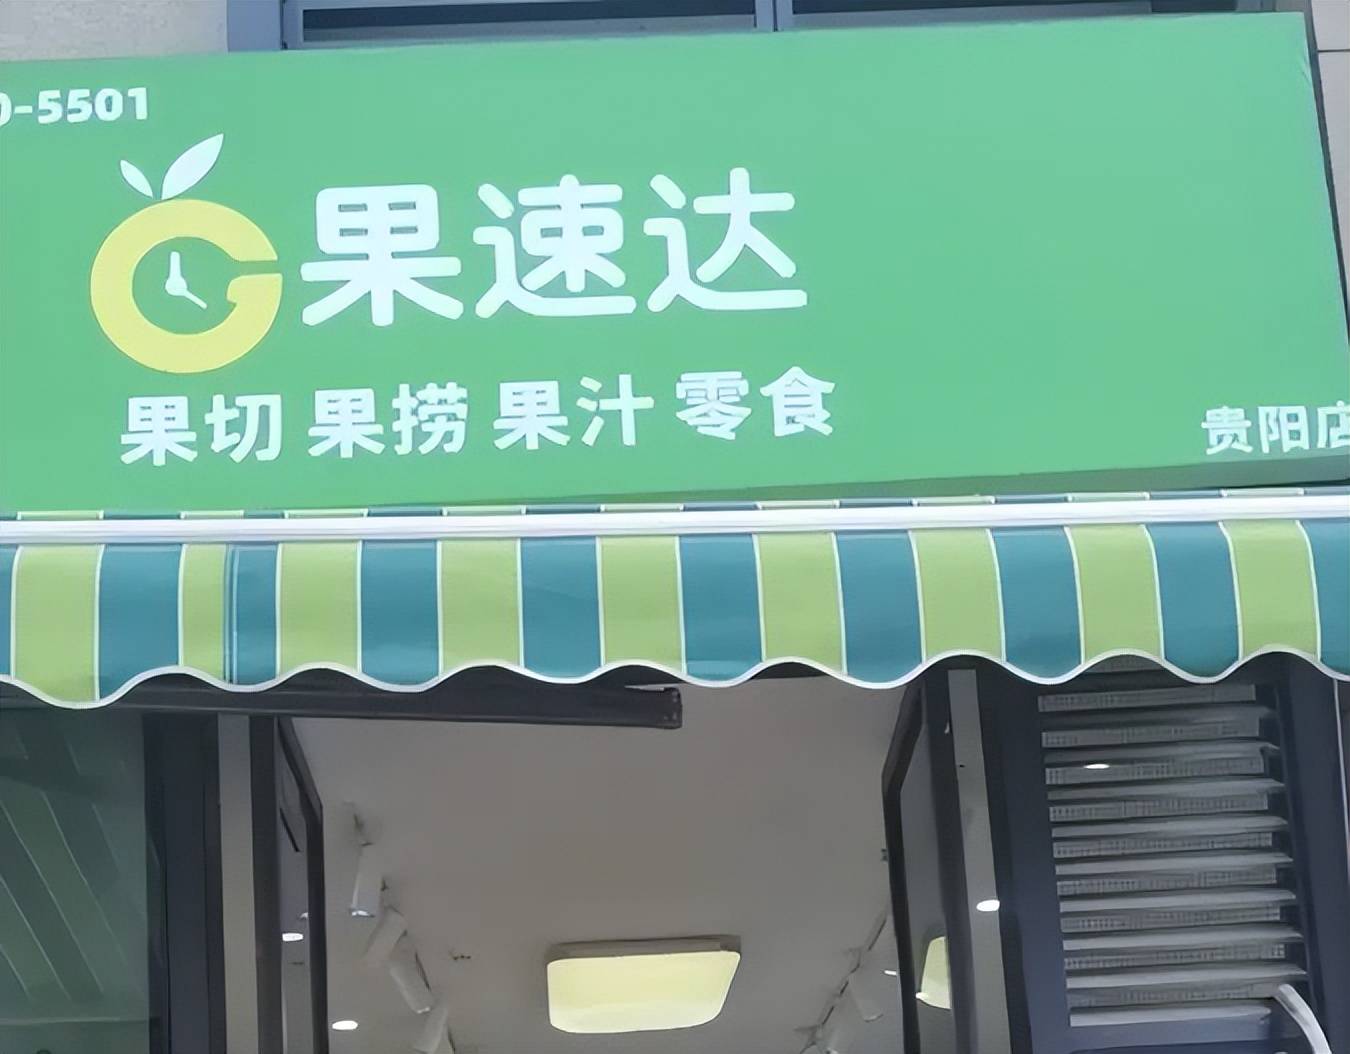 0-5501
果速达
果切 果捞 果汁 零食
贵阳店